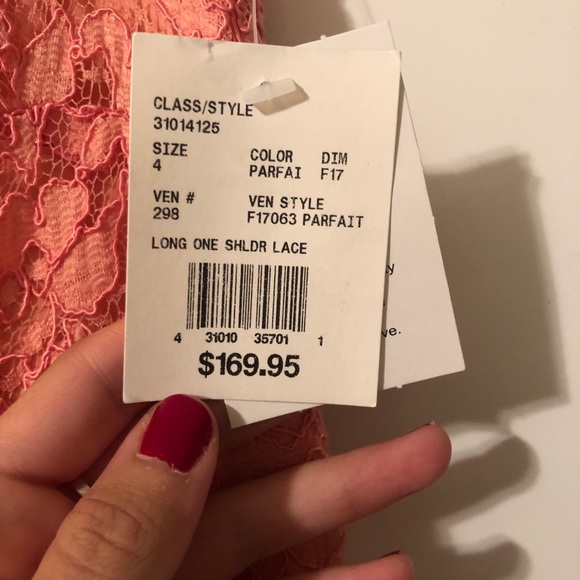 CLASS/STYLE
31014125
SIZE COLOR DIM
4 PARFAI F17
VEN # VEN STYLE
298 F17063 PARFAIT
LONG ONE SHLDR LACE
4 31010 35701 1
$169.95